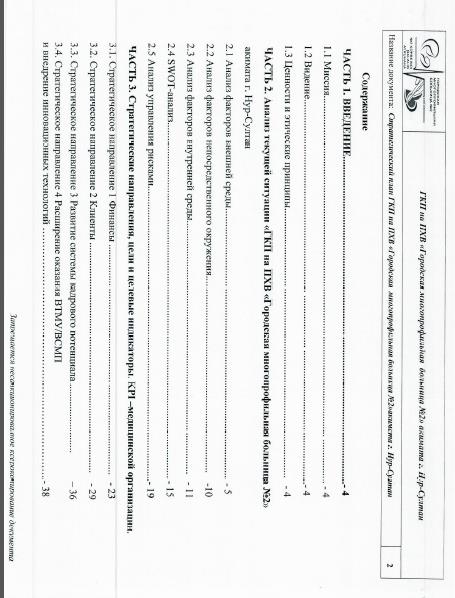 ГОРОДСКАЯ
МНОГОПРОФИЛЬНАЯ
БОЛЬНИЦА №2
ГКП на ПХВ «Городская многопрофильная больница №2» акимата г. Нур-Султан
Название документа: Стратегический план ГКП на ПХВ «Городская многопрофильная больница №2»акимата г. Нур-Султан 2
Содержание
ЧАСТЬ 1. ВВЕДЕНИЕ...- 4
1.1 Миссия...- 4
1.2 Видение...- 4
1.3 Ценности и этические принципы...- 4
ЧАСТЬ 2. Анализ текущей ситуации «ГКП на ПХВ «Городская многопрофильная больница №2»
акимата г. Нур-Султан
2.1 Анализ факторов внешней среды...- 5
2.2 Анализ факторов непосредственного окружения...-10
2.3 Анализ факторов внутренней среды...- 11
2.4 SWOT-анализ...- 15
2.5 Анализ управления рисками...- 19
ЧАСТЬ 3. Стратегические направления, цели и целевые индикаторы. KPI –медицинской организации.
3.1. Стратегическое направление 1 Финансы...- 23
3.2. Стратегическое направление 2 Клиенты...- 29
3.3. Стратегическое направление 3 Развитие системы кадрового потенциала...– 36
3.4. Стратегическое направление 4 Расширение оказания ВТМУ/ВСМП
и внедрение инновационных технологий...- 38
Запрещается несанкционированное ксерокопирование документа